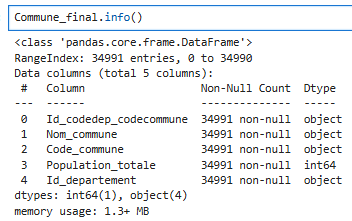 Commune_final.info()
<class 'pandas.core.frame.DataFrame'>
RangeIndex: 34991 entries, 0 to 34990
Data columns (total 5 columns):
 #   Column                Non-Null Count  Dtype
---  ------                --------------  -----
 0   Id_codedep_codecommune  34991 non-null  object
 1   Nom_commune             34991 non-null  object
 2   Code_commune            34991 non-null  object
 3   Population_totale       34991 non-null  int64
 4   Id_departement          34991 non-null  object
dtypes: int64(1), object(4)
memory usage: 1.3+ MB